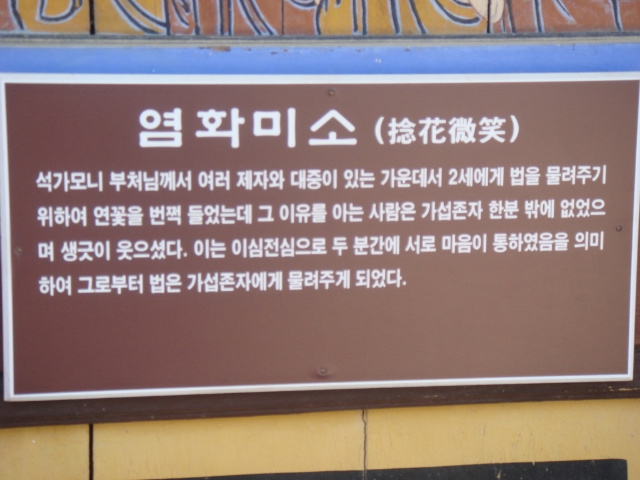 염화미소 (捻花微笑)
석가모니 부처님께서 여러 제자와 대중이 있는 가운데서 2세에게 법을 물려주기
위하여 연꽃을 번쩍 들었는데 그 이유를 아는 사람은 가섭존자 한분 밖에 없었으
며 생긋이 웃으셨다. 이는 이심전심으로 두 분간에 서로 마음이 통하였음을 의미
하여 그로부터 법은 가섭존자에게 물려주게 되었다.